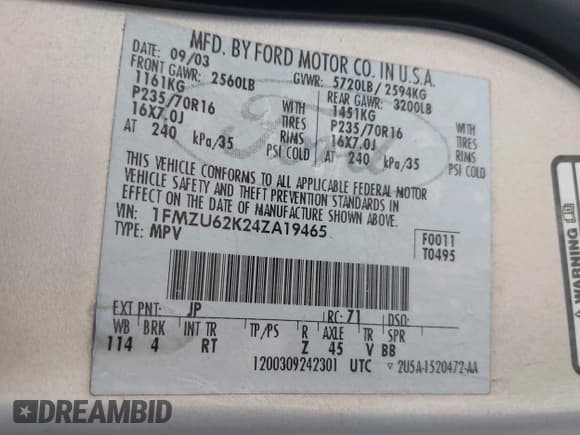 MFD. BY FORD MOTOR CO. IN U.S.A.
DATE: 09/03 GVWR: 5720LB/ 2594KG
FRONT GAWR: 2560LB REAR GAWR: 3200LB
1161KG WITH 1451KG WITH
P235/70R16 TIRES P235/70R16 TIRES
16X7.0J RIMS 16X7.0J RIMS
AT 240 kPa/35 PSI COLD AT 240 kPa/35 PSI COLD
Ford
THIS VEHICLE CONFORMS TO ALL APPLICABLE FEDERAL MOTOR
VEHICLE SAFETY AND THEFT PREVENTION STANDARDS IN
EFFECT ON THE DATE OF MANUFACTURE SHOWN ABOVE.
VIN: 1FMZU62K24ZA19465
TYPE: MPV
F0011
T0495
EXT PNT: JP RC: 71 DSO:
WB BRK INT TR TP/PS R AXLE TR SPR
114 4 RT Z 45 V BB
1200309242301 UTC ▽ 2U5A-1520472-AA
WARNING
DREAMBID